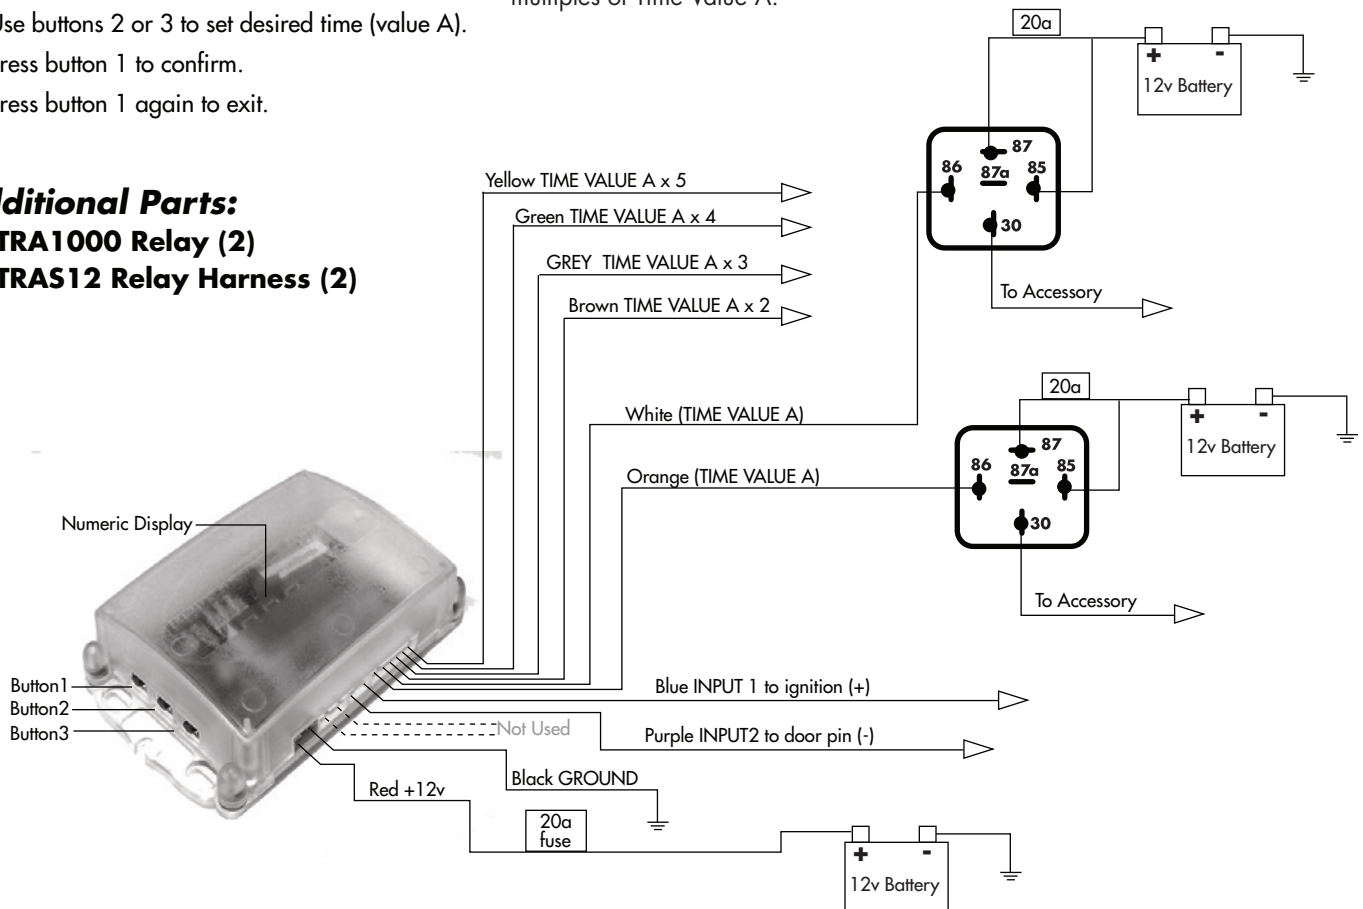 multiples of Time Value A.
Use buttons 2 or 3 to set desired time (value A).
ress button 1 to confirm.
ress button 1 again to exit.
lditional Parts:
TRA1000 Relay (2)
TRAS12 Relay Harness (2)
20a
+ -
12v Battery
87
86 87a 85
30
To Accessory
Yellow TIME VALUE A x 5
Green TIME VALUE A x 4
GREY TIME VALUE A x 3
Brown TIME VALUE A x 2
White (TIME VALUE A)
Orange (TIME VALUE A)
20a
+ -
12v Battery
87
86 87a 85
30
To Accessory
Numeric Display
Button1
Button2
Button3
Blue INPUT 1 to ignition (+)
Not Used
Purple INPUT2 to door pin (-)
Black GROUND
Red +12v
20a
fuse
+ -
12v Battery